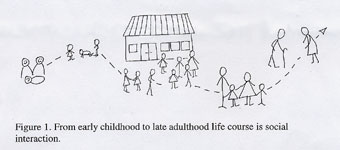 Figure 1. From early childhood to late adulthood life course is social
interaction.